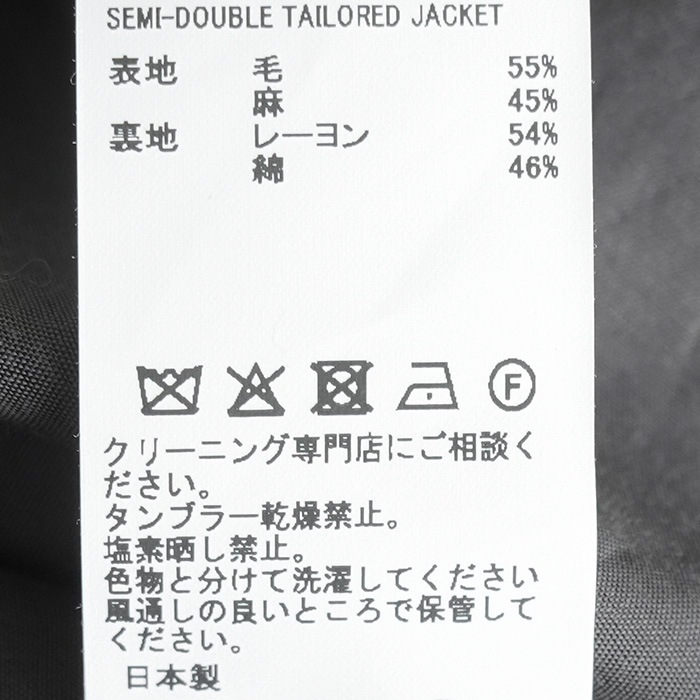 SEMI-DOUBLE TAILORED JACKET
表地 毛 55%
麻 45%
裏地 レーヨン 54%
綿 46%
F
クリーニング専門店にご相談く
ださい。
タンブラー乾燥禁止。
塩素晒し禁止。
色物と分けて洗濯してください
風通しの良いところで保管して
ください。
日本製